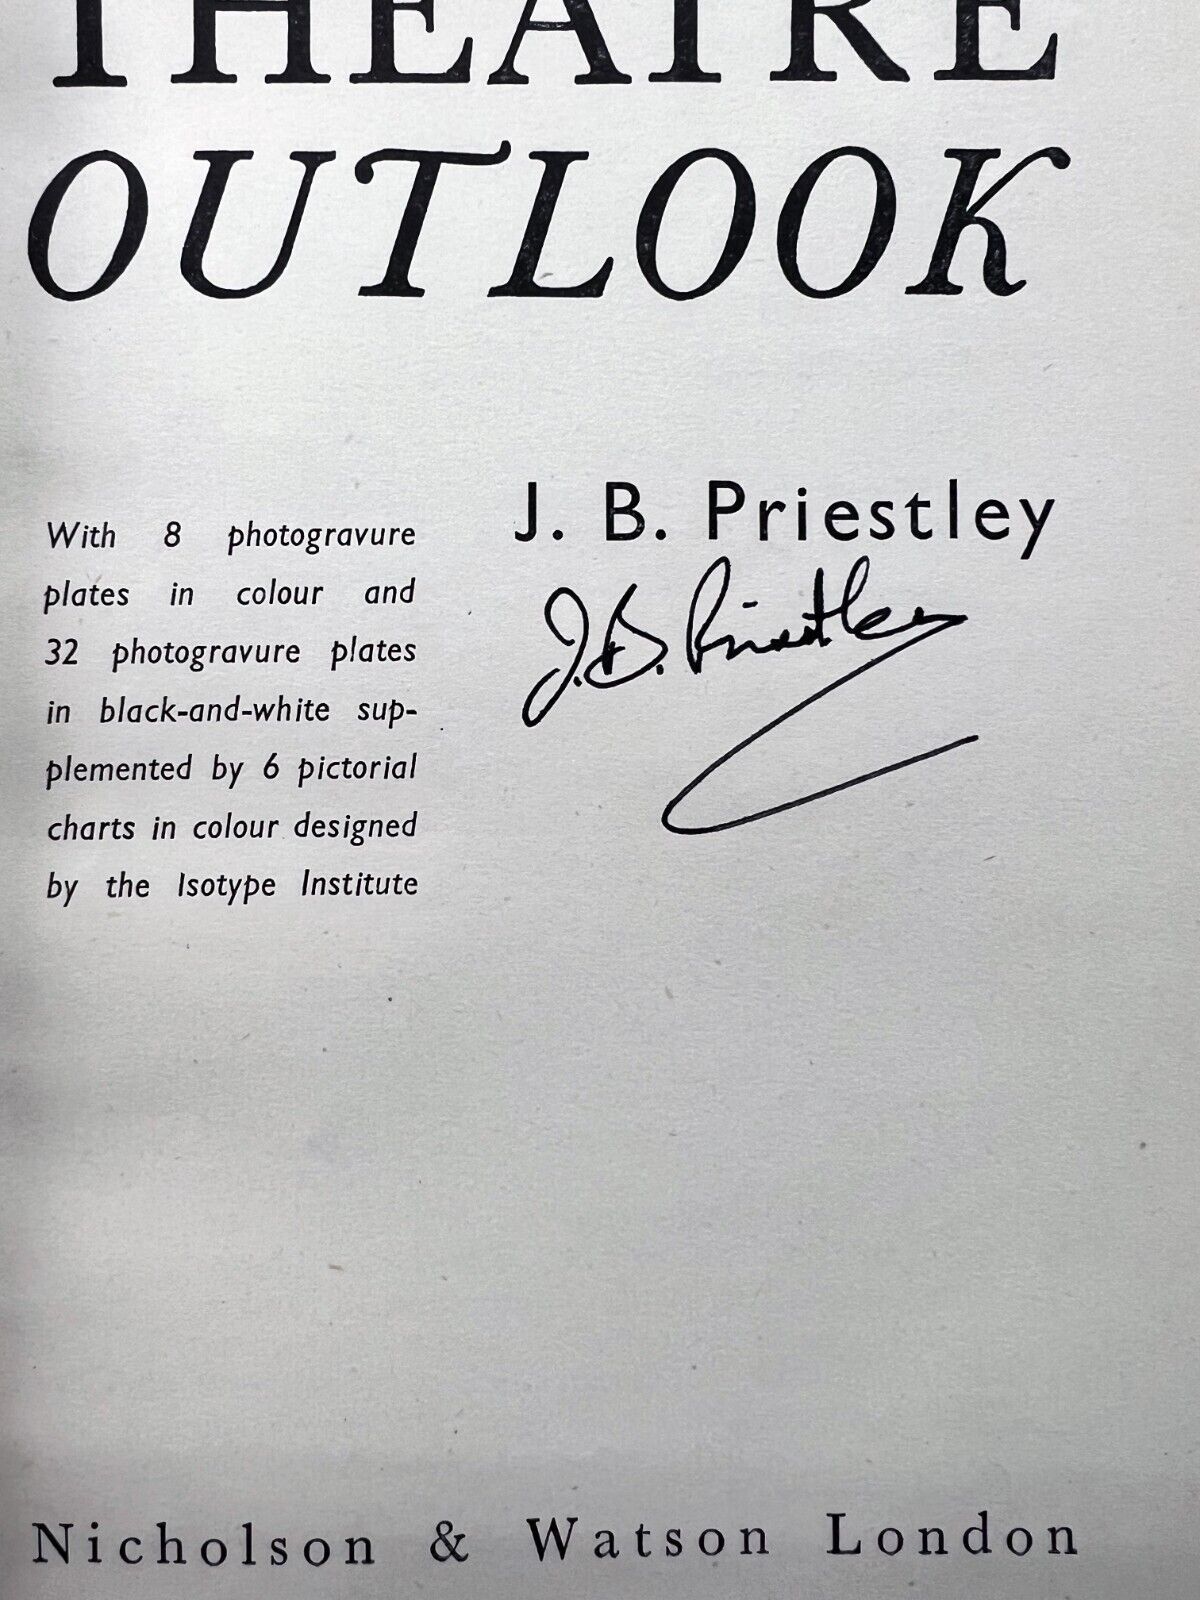 THEATRE
OUTLOOK
J. B. Priestley
J.B. Priestley
With 8 photogravure
plates in colour and
32 photogravure plates
in black-and-white sup-
plemented by 6 pictorial
charts in colour designed
by the Isotype Institute
Nicholson & Watson London